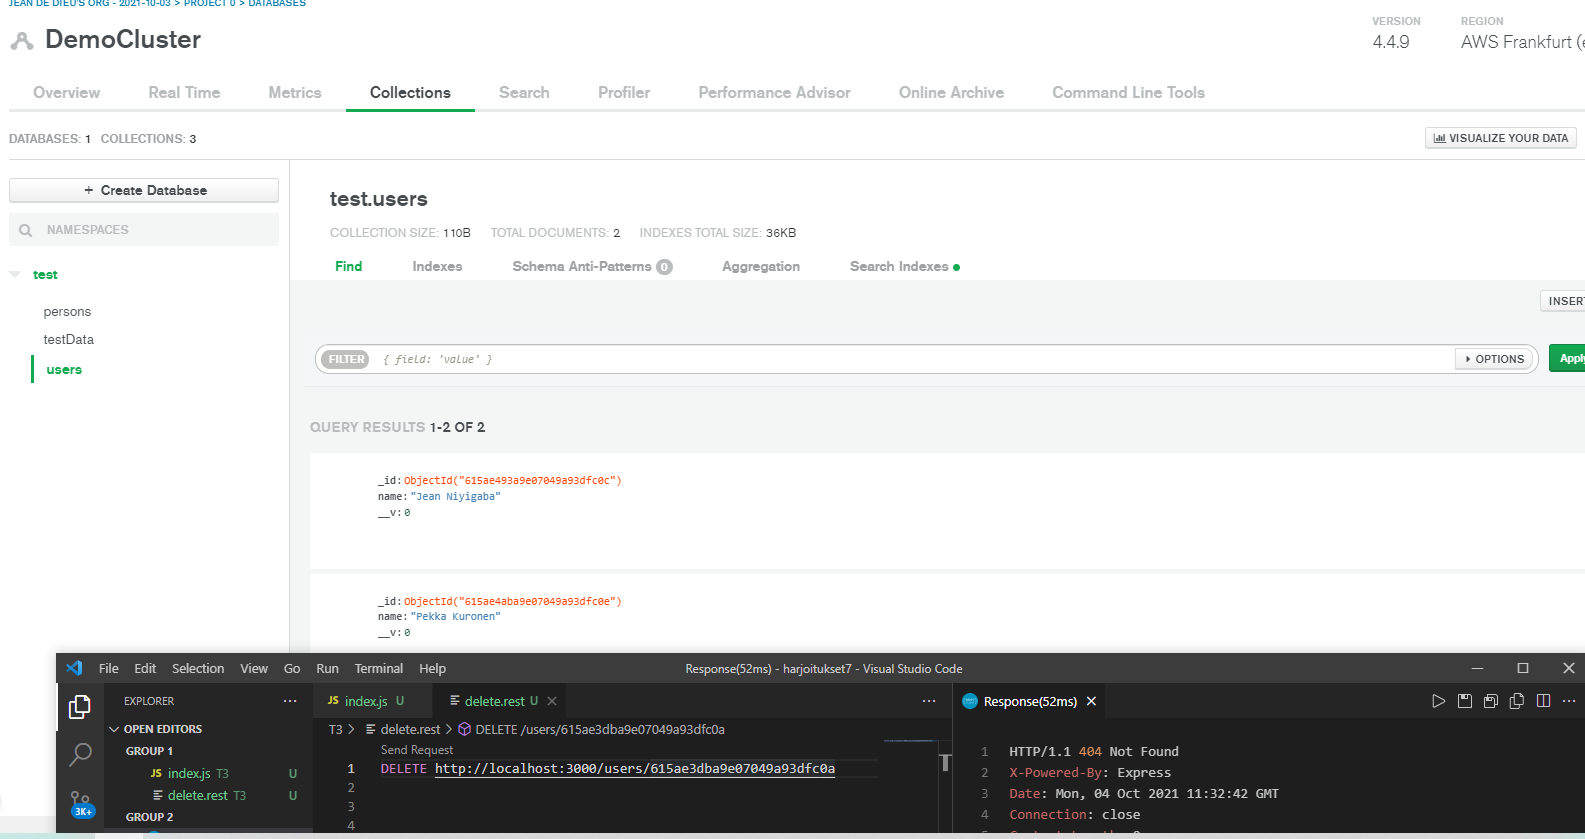 JEAN DE DIEU'S ORG - 2021-10-03 > PROJECT 0 > DATABASES
DemoCluster
VERSION REGION
4.4.9 AWS Frankfurt (e
Overview Real Time Metrics Collections Search Profiler Performance Advisor Online Archive Command Line Tools
DATABASES: 1 COLLECTIONS: 3
VISUALIZE YOUR DATA
+ Create Database
NAMESPACES
test
persons
testData
users
test.users
COLLECTION SIZE: 110B TOTAL DOCUMENTS: 2 INDEXES TOTAL SIZE: 36KB
Find Indexes Schema Anti-Patterns 0 Aggregation Search Indexes
INSERT
FILTER { field: 'value' } OPTIONS Apply
QUERY RESULTS 1-2 OF 2
_id: ObjectId("615ae493a9e07049a93dfc0c")
name: "Jean Niyigaba"
__v: 0
_id: ObjectId("615ae4aba9e07049a93dfc0e")
name: "Pekka Kuronen"
__v: 0
File Edit Selection View Go Run Terminal Help Response(52ms) - harjoitukset7 - Visual Studio Code
EXPLORER ...
OPEN EDITORS
GROUP 1
JS index.js T3 U
delete.rest T3 U
GROUP 2
3K+
JS index.js U delete.rest U
T3 > delete.rest > DELETE /users/615ae3dba9e07049a93dfc0a
Send Request
1 DELETE http://localhost:3000/users/615ae3dba9e07049a93dfc0a
2
3
4
Response(52ms)
1 HTTP/1.1 404 Not Found
2 X-Powered-By: Express
3 Date: Mon, 04 Oct 2021 11:32:42 GMT
4 Connection: close